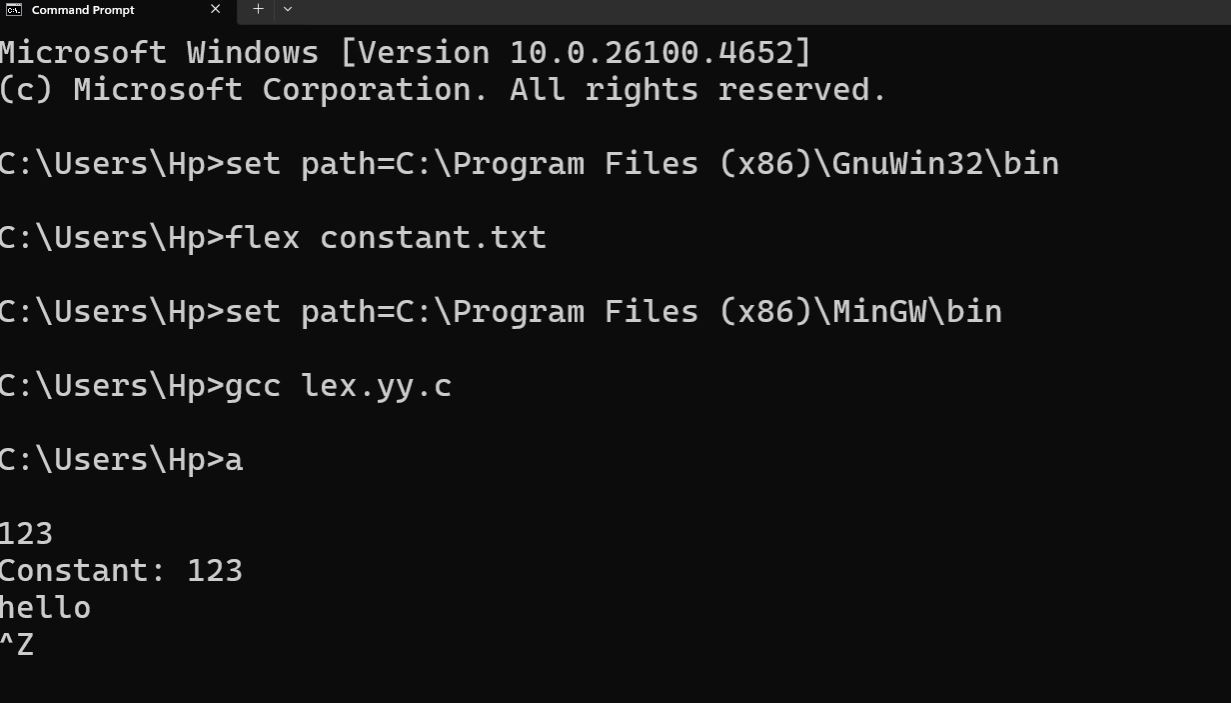 Command Prompt
Microsoft Windows [Version 10.0.26100.4652]
(c) Microsoft Corporation. All rights reserved.
C:\Users\Hp>set path=C:\Program Files (x86)\GnuWin32\bin
C:\Users\Hp>flex constant.txt
C:\Users\Hp>set path=C:\Program Files (x86)\MinGW\bin
C:\Users\Hp>gcc lex.yy.c
C:\Users\Hp>a
123
Constant: 123
hello
^Z